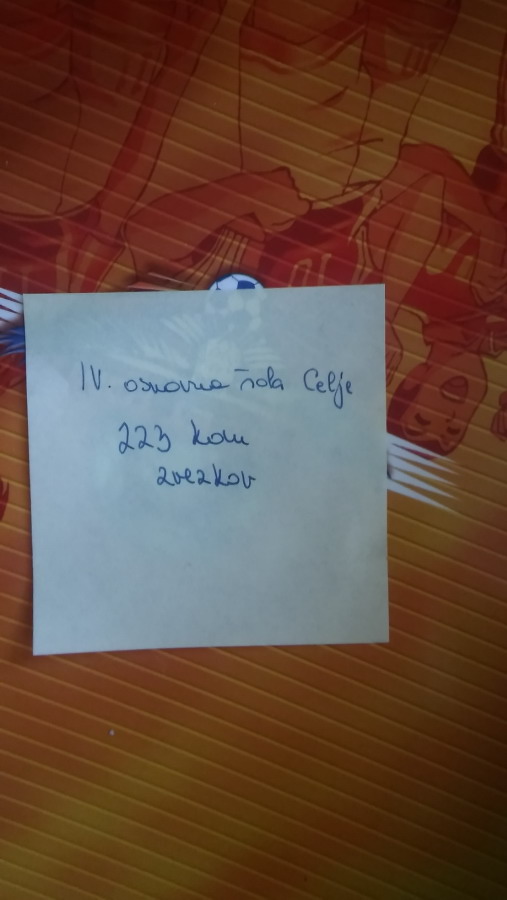 IV. osnovna šola Celje
223 kom
zvezkov